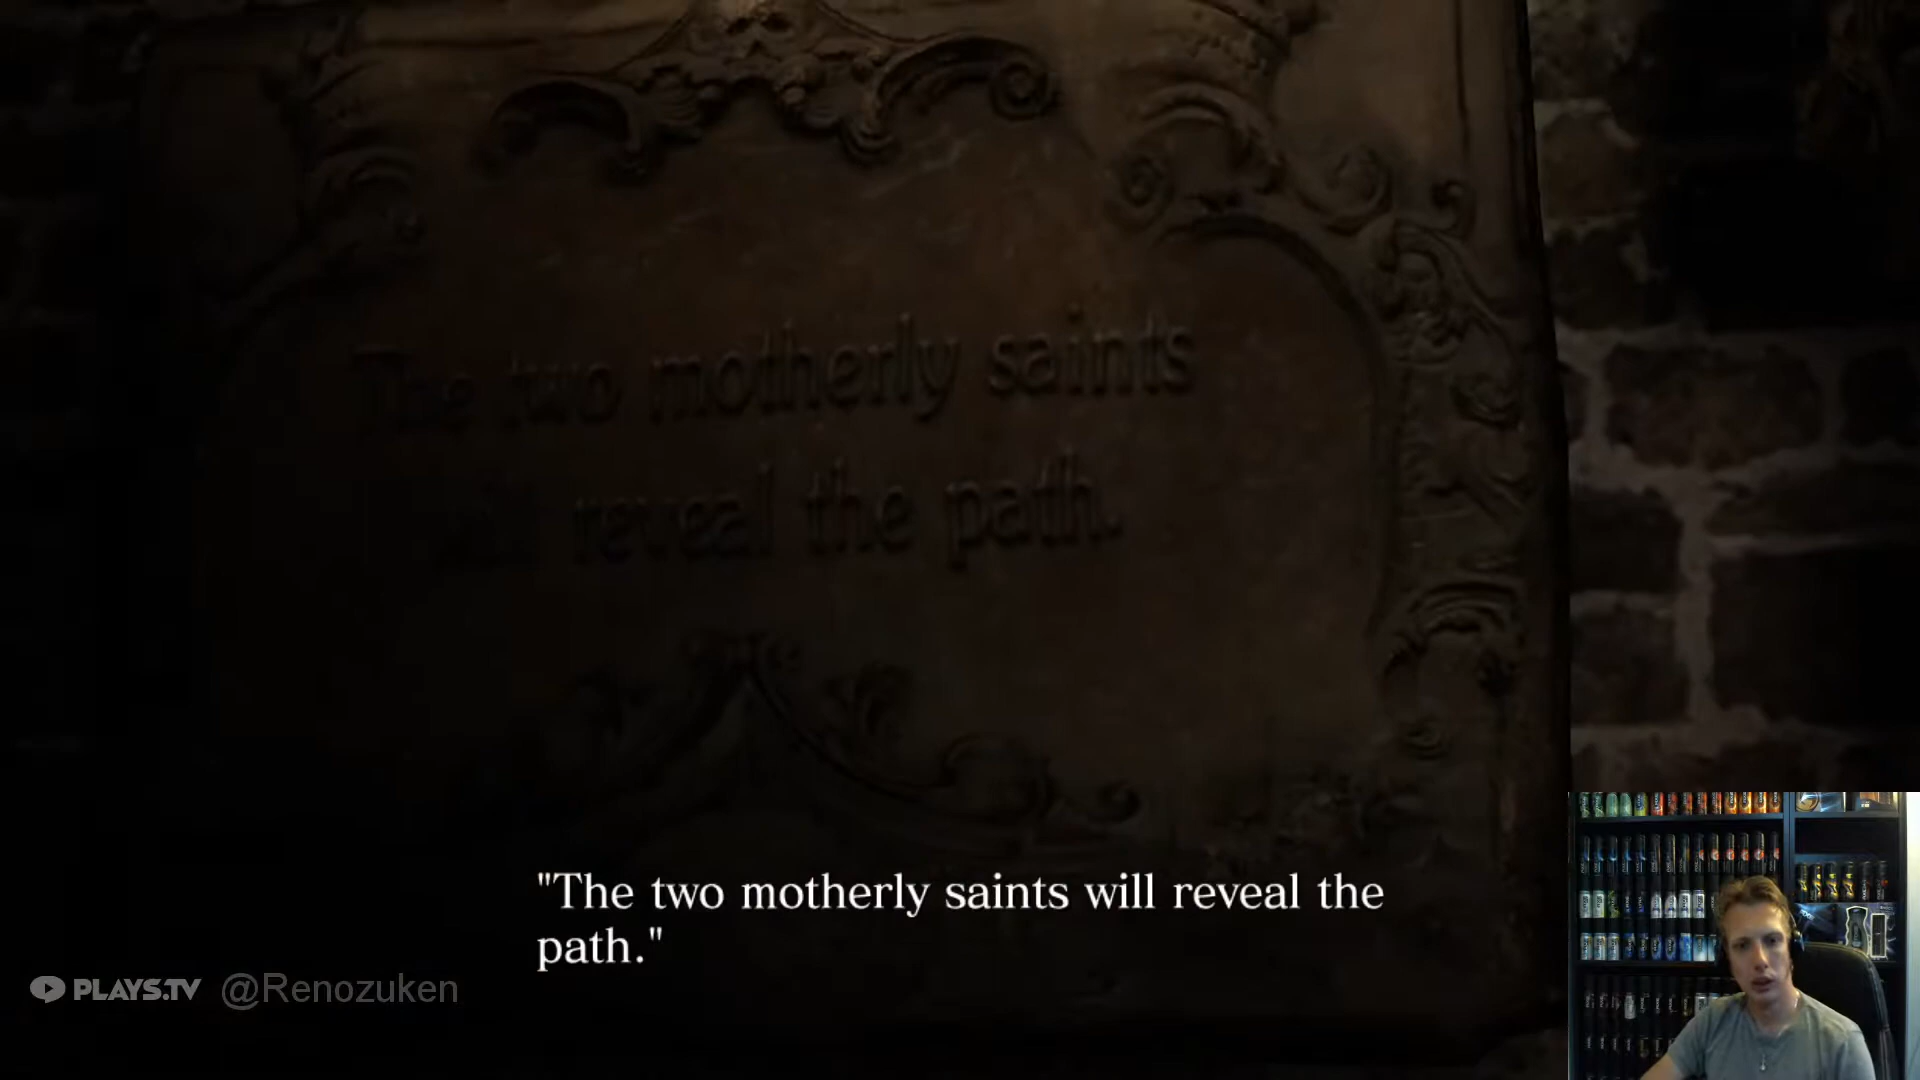 The two motherly saints
will reveal the path.
"The two motherly saints will reveal the
path."
PLAYS.TV @Renozuken